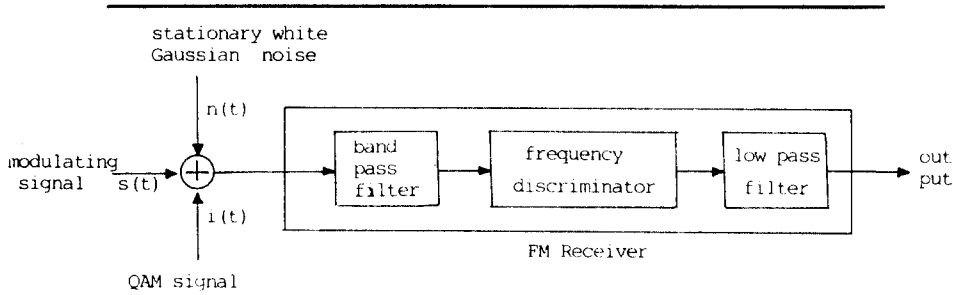 stationary white
Gaussian noise
n(t)
modulating
signal
s(t)
i(t)
QAM signal
band
pass
filter
frequency
discriminator
low pass
filter
out
put
FM Receiver